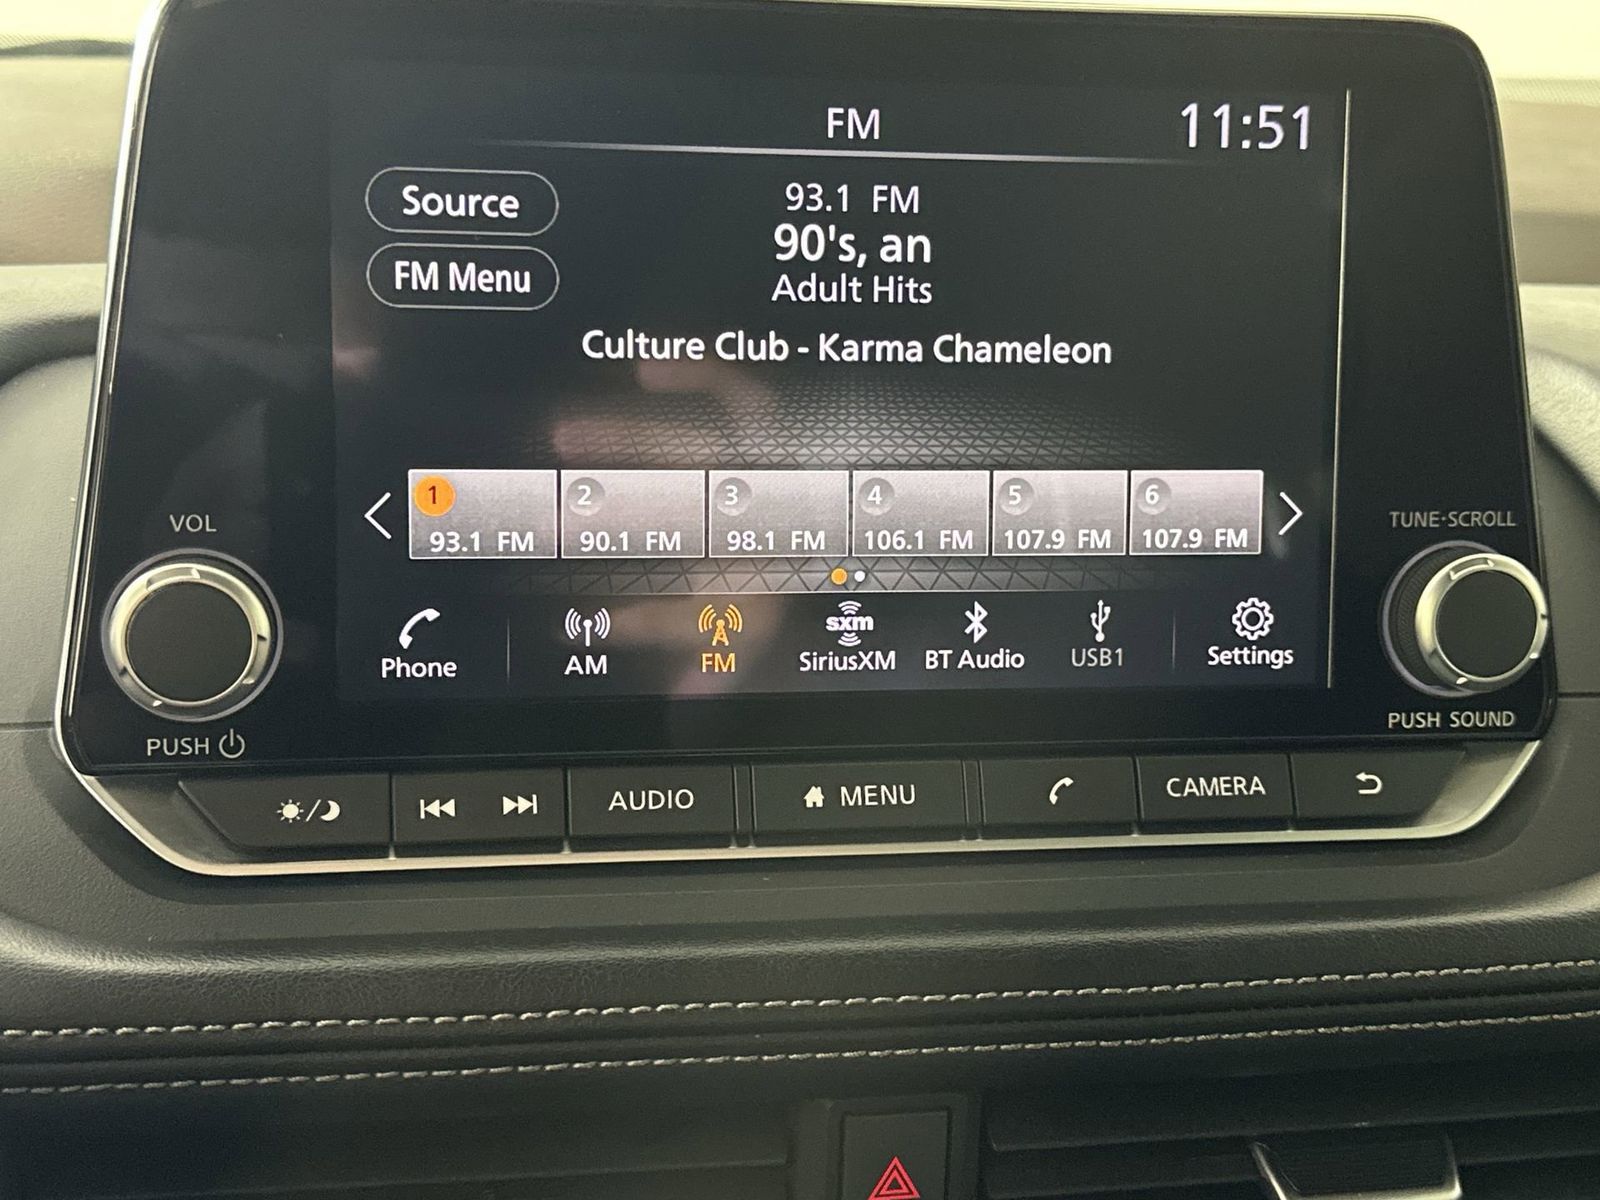 FM
11:51
Source
93.1 FM
90's, an
FM Menu
Adult Hits
Culture Club - Karma Chameleon
1 93.1 FM
2 90.1 FM
3 98.1 FM
4 106.1 FM
5 107.9 FM
6 107.9 FM
VOL
TUNE·SCROLL
Phone
AM
FM
sxm
SiriusXM
BT Audio
USB1
Settings
PUSH
PUSH SOUND
AUDIO
MENU
CAMERA